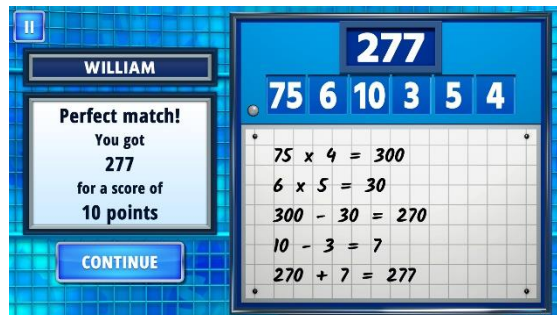 WILLIAM
Perfect match!
You got
277
for a score of
10 points
CONTINUE
277
75 6 10 3 5 4
75 x 4 = 300
6 x 5 = 30
300 - 30 = 270
10 - 3 = 7
270 + 7 = 277